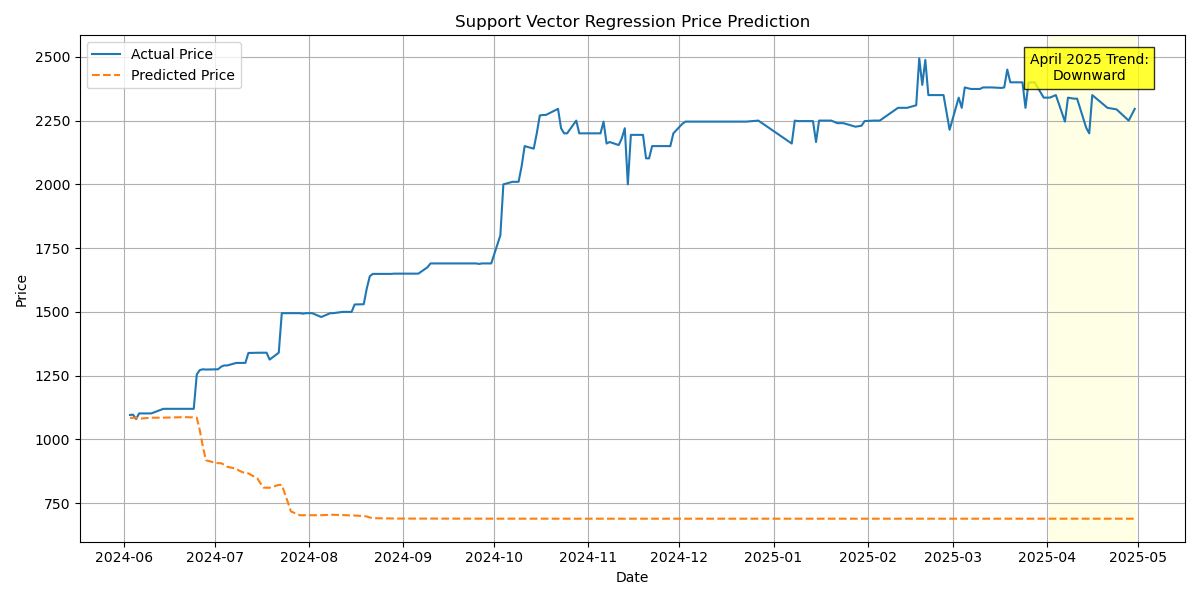 Support Vector Regression Price Prediction
Actual Price
Predicted Price
April 2025 Trend:
Downward
Price
2500
2250
2000
1750
1500
1250
1000
750
2024-06 2024-07 2024-08 2024-09 2024-10 2024-11 2024-12 2025-01 2025-02 2025-03 2025-04 2025-05
Date